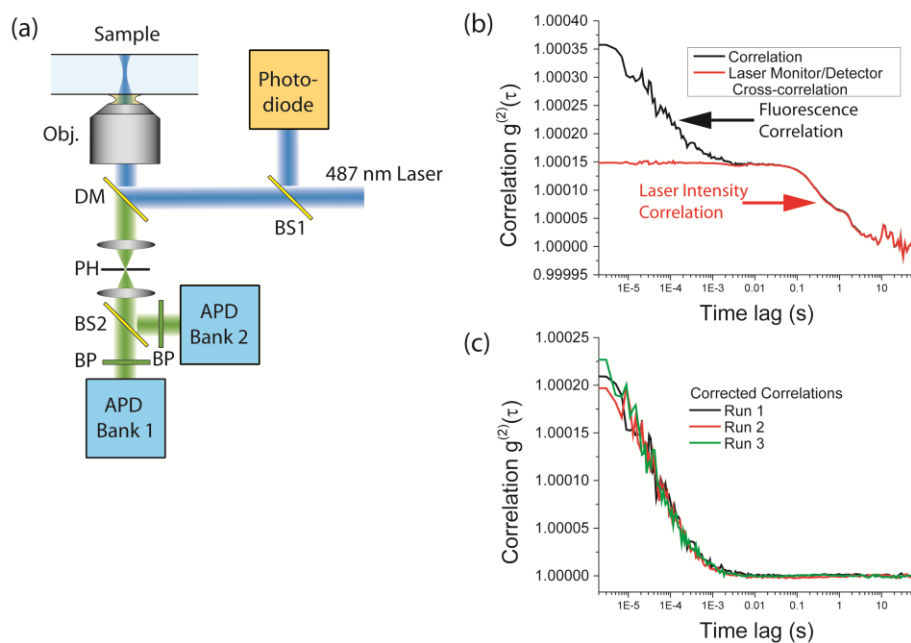 (a)
Sample
Photo-
diode
Obj.
487 nm Laser
DM
BS1
PH
BS2
APD
Bank 2
BP
BP
APD
Bank 1
(b)
1.00040
1.00035
1.00030
1.00025
1.00020
1.00015
1.00010
1.00005
1.00000
0.99995
Correlation g(2)(τ)
Correlation
Laser Monitor/Detector
Cross-correlation
Fluorescence
Correlation
Laser Intensity
Correlation
1E-5 1E-4 1E-3 0.01 0.1 1 10
Time lag (s)
(c)
1.00025
1.00020
1.00015
1.00010
1.00005
1.00000
Correlation g(2)(τ)
Corrected Correlations
Run 1
Run 2
Run 3
1E-5 1E-4 1E-3 0.01 0.1 1 10
Time lag (s)